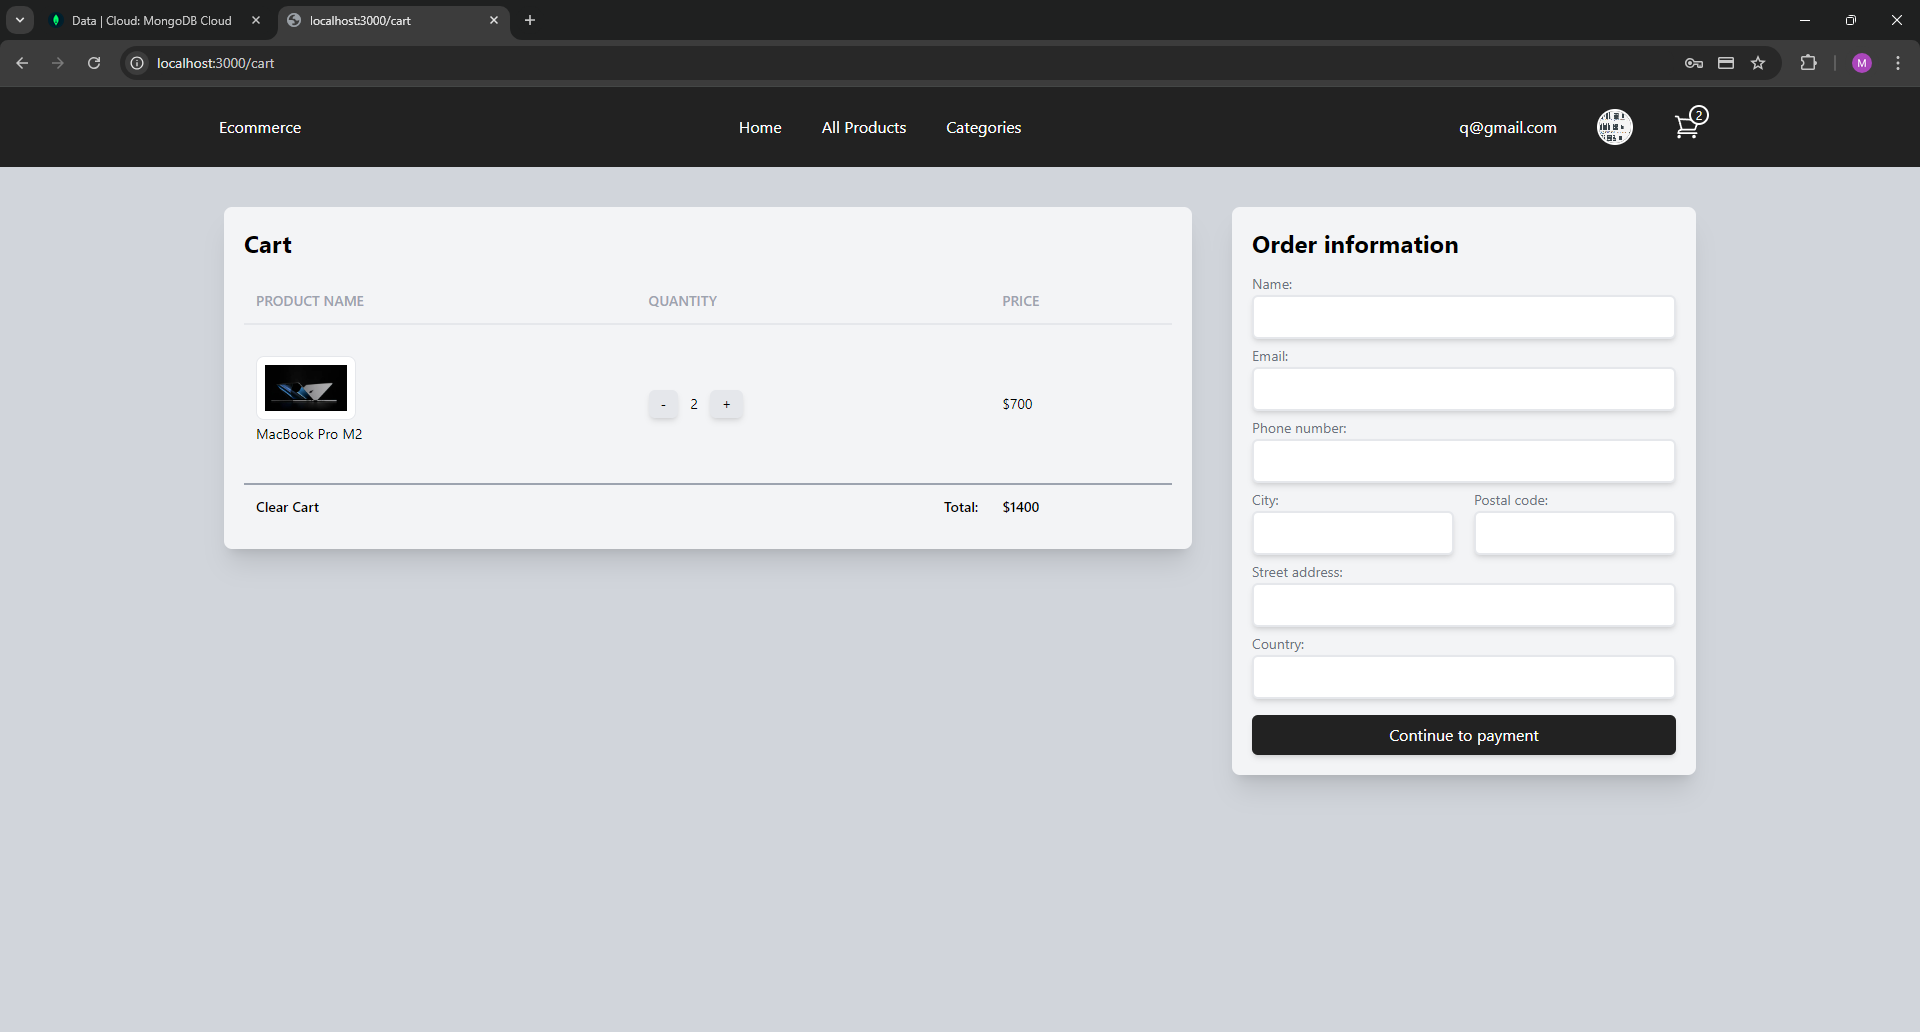 Data | Cloud: MongoDB Cloud
localhost:3000/cart
localhost:3000/cart
M
Ecommerce
Home
All Products
Categories
q@gmail.com
2
Cart
PRODUCT NAME QUANTITY PRICE
- 2 + $700
MacBook Pro M2
Clear Cart Total: $1400
Order information
Name:
Email:
Phone number:
City: Postal code:
Street address:
Country:
Continue to payment